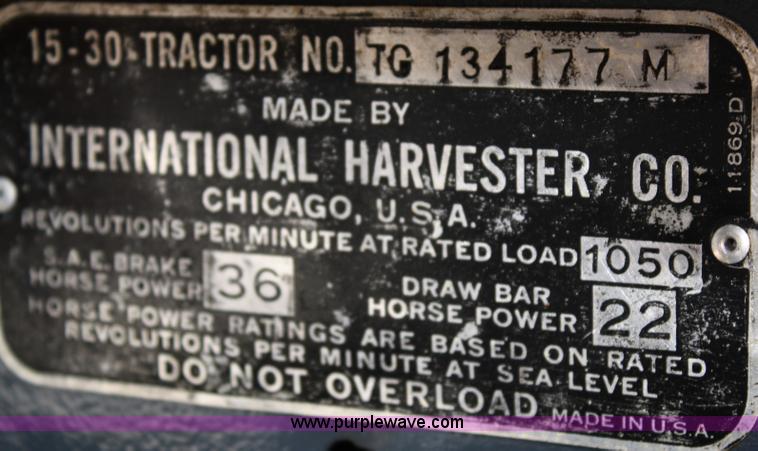 15-30 TRACTOR NO. TG 134177 M
MADE BY
INTERNATIONAL HARVESTER, CO.
CHICAGO, U.S.A.
REVOLUTIONS PER MINUTE AT RATED LOAD 1050
S.A.E. BRAKE
HORSE POWER 36
DRAW BAR
HORSE POWER 22
HORSE POWER RATINGS ARE BASED ON RATED
REVOLUTIONS PER MINUTE AT SEA LEVEL
DO NOT OVERLOAD
MADE IN U.S.A.
11869 D
www.purplewave.com